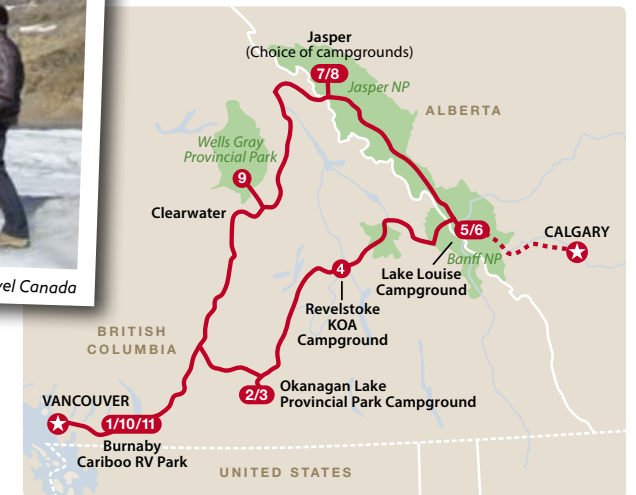 Jasper
(Choice of campgrounds)
7/8
Jasper NP
ALBERTA
Wells Gray
Provincial Park
9
Clearwater
5/6
CALGARY
Banff NP
Lake Louise
Campground
4
Revelstoke
KOA
Campground
vel Canada
BRITISH
COLUMBIA
2/3
Okanagan Lake
Provincial Park Campground
VANCOUVER
1/10/11
Burnaby
Cariboo RV Park
UNITED STATES